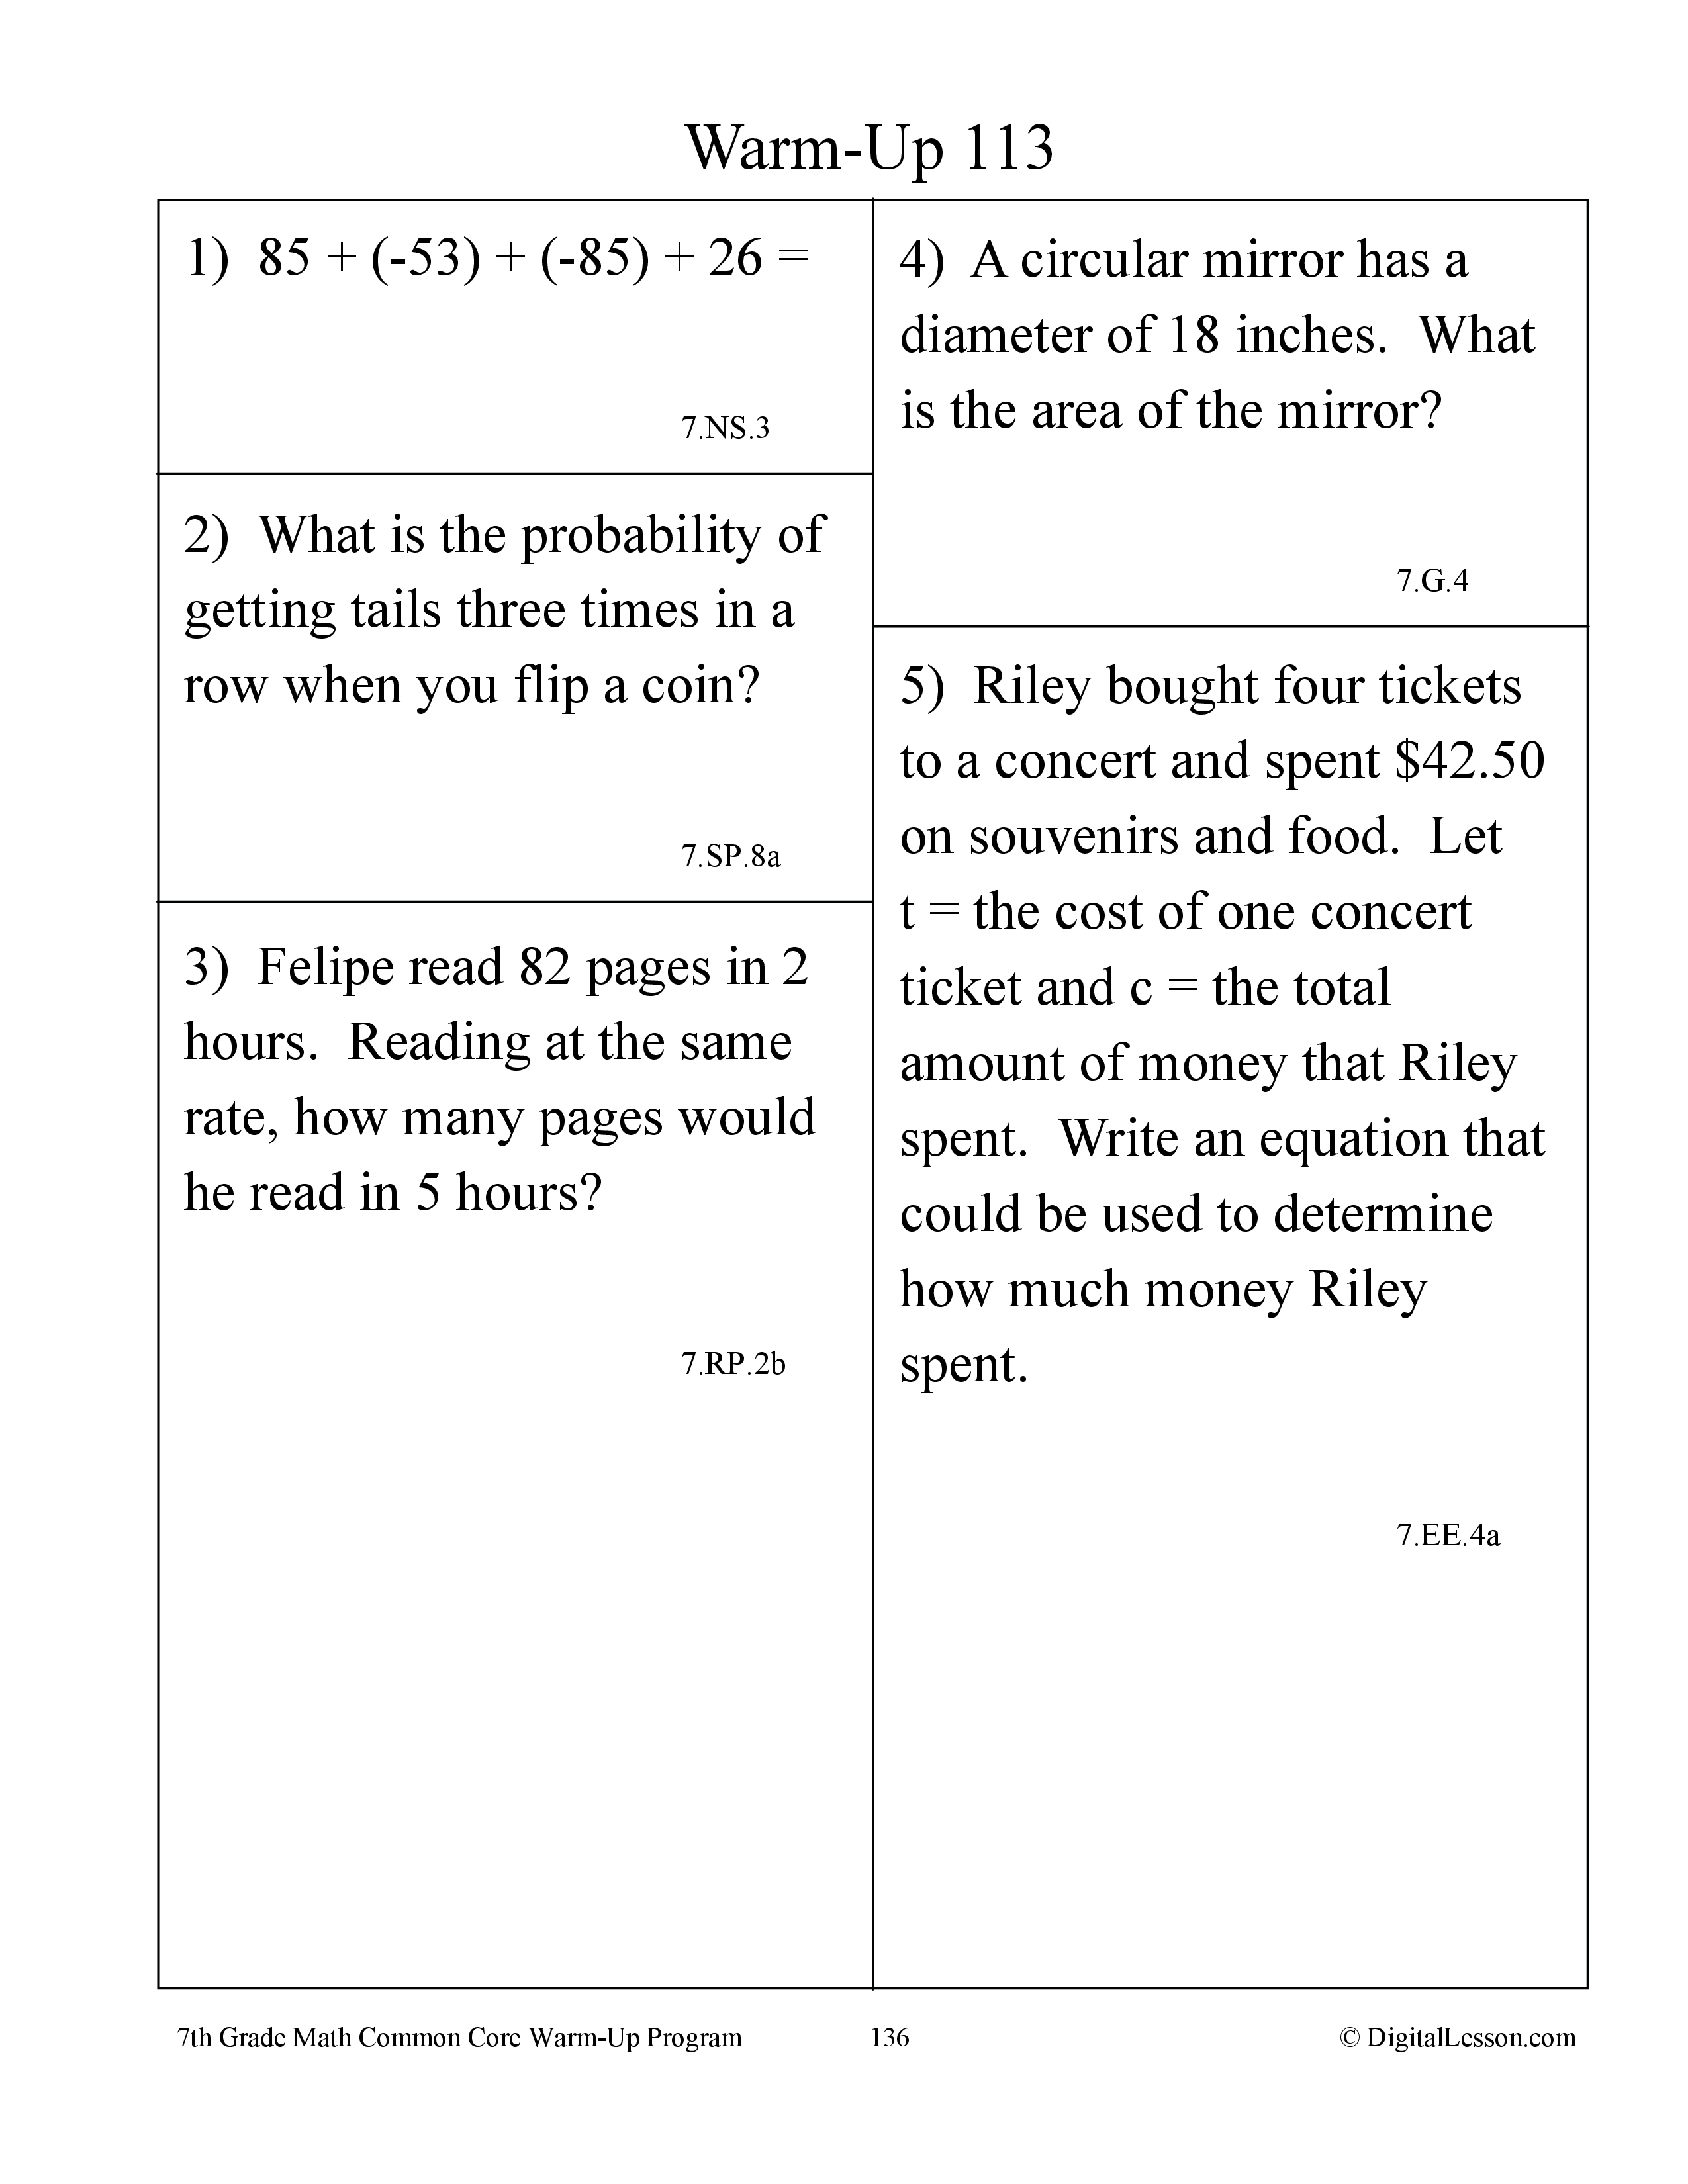 Warm-Up 113
1)  85 + (-53) + (-85) + 26 =
7.NS.3
2)  What is the probability of
getting tails three times in a
row when you flip a coin?
7.SP.8a
3)  Felipe read 82 pages in 2
hours.  Reading at the same
rate, how many pages would
he read in 5 hours?
7.RP.2b
4)  A circular mirror has a
diameter of 18 inches.  What
is the area of the mirror?
7.G.4
5)  Riley bought four tickets
to a concert and spent $42.50
on souvenirs and food.  Let
t = the cost of one concert
ticket and c = the total
amount of money that Riley
spent.  Write an equation that
could be used to determine
how much money Riley
spent.
7.EE.4a
7th Grade Math Common Core Warm-Up Program
136
© DigitalLesson.com